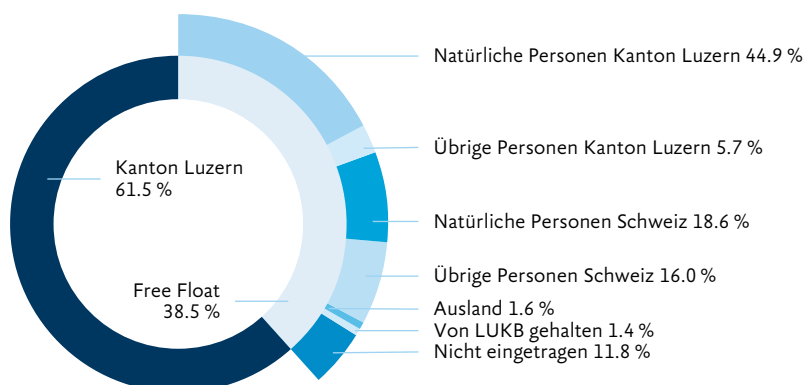 Natürliche Personen Kanton Luzern 44.9 %
Übrige Personen Kanton Luzern 5.7 %
Kanton Luzern
61.5 %
Natürliche Personen Schweiz 18.6 %
Übrige Personen Schweiz 16.0 %
Free Float
38.5 %
Ausland 1.6 %
Von LUKB gehalten 1.4 %
Nicht eingetragen 11.8 %